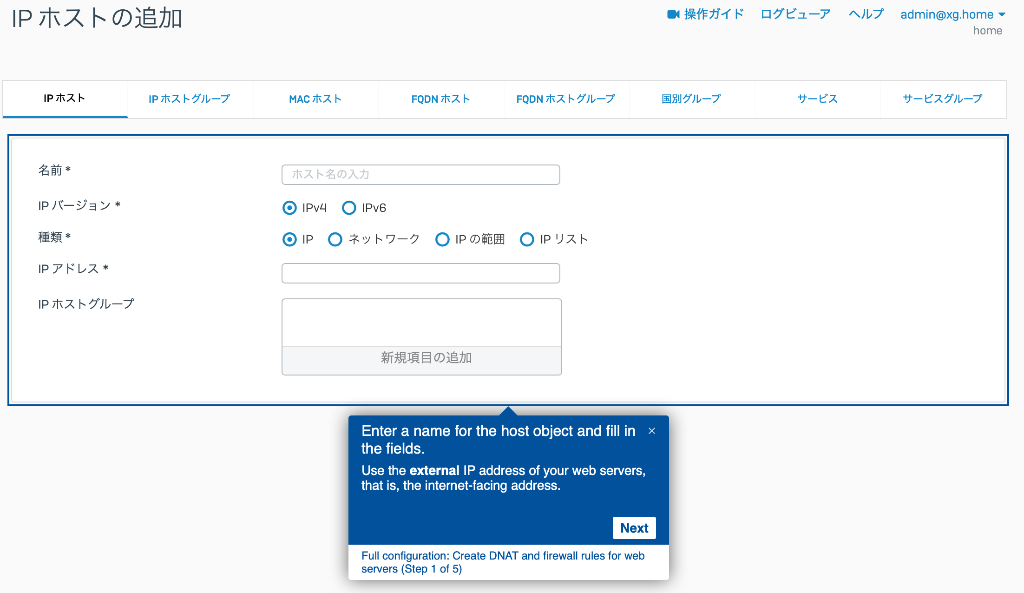 IP ホストの追加
操作ガイド ログビューア ヘルプ admin@xg.home
home
IP ホスト IP ホストグループ MAC ホスト FQDN ホスト FQDN ホストグループ 国別グループ サービス サービスグループ
名前 *
ホスト名の入力
IP バージョン *
IPv4 IPv6
種類 *
IP ネットワーク IP の範囲 IP リスト
IP アドレス *
IP ホストグループ
新規項目の追加
Enter a name for the host object and fill in ×
the fields.
Use the external IP address of your web servers,
that is, the internet-facing address.
Next
Full configuration: Create DNAT and firewall rules for web
servers (Step 1 of 5)